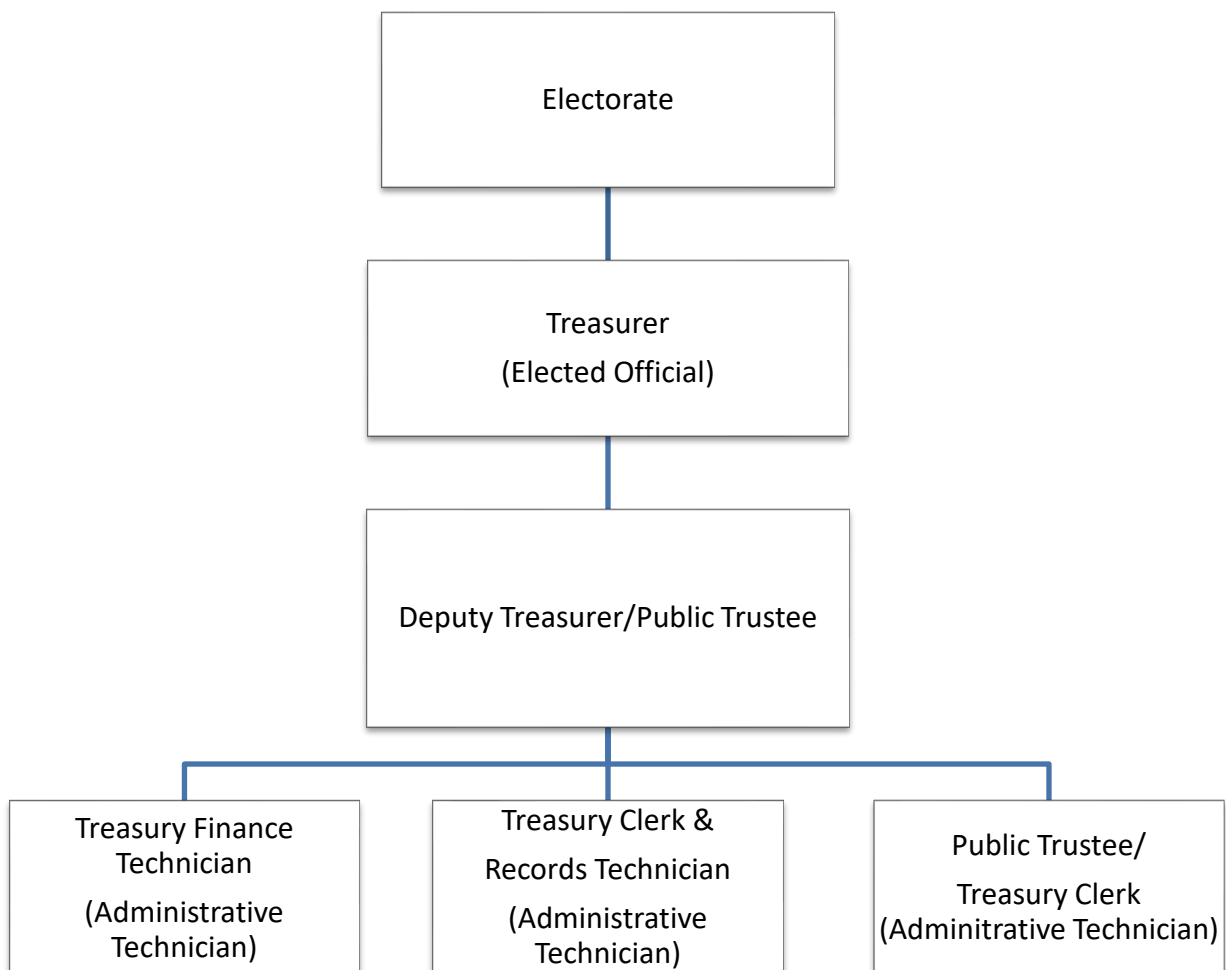 Electorate
Treasurer
(Elected Official)
Deputy Treasurer/Public Trustee
Treasury Finance
Technician
(Administrative
Technician)
Treasury Clerk &
Records Technician
(Administrative
Technician)
Public Trustee/
Treasury Clerk
(Adminitrative Technician)